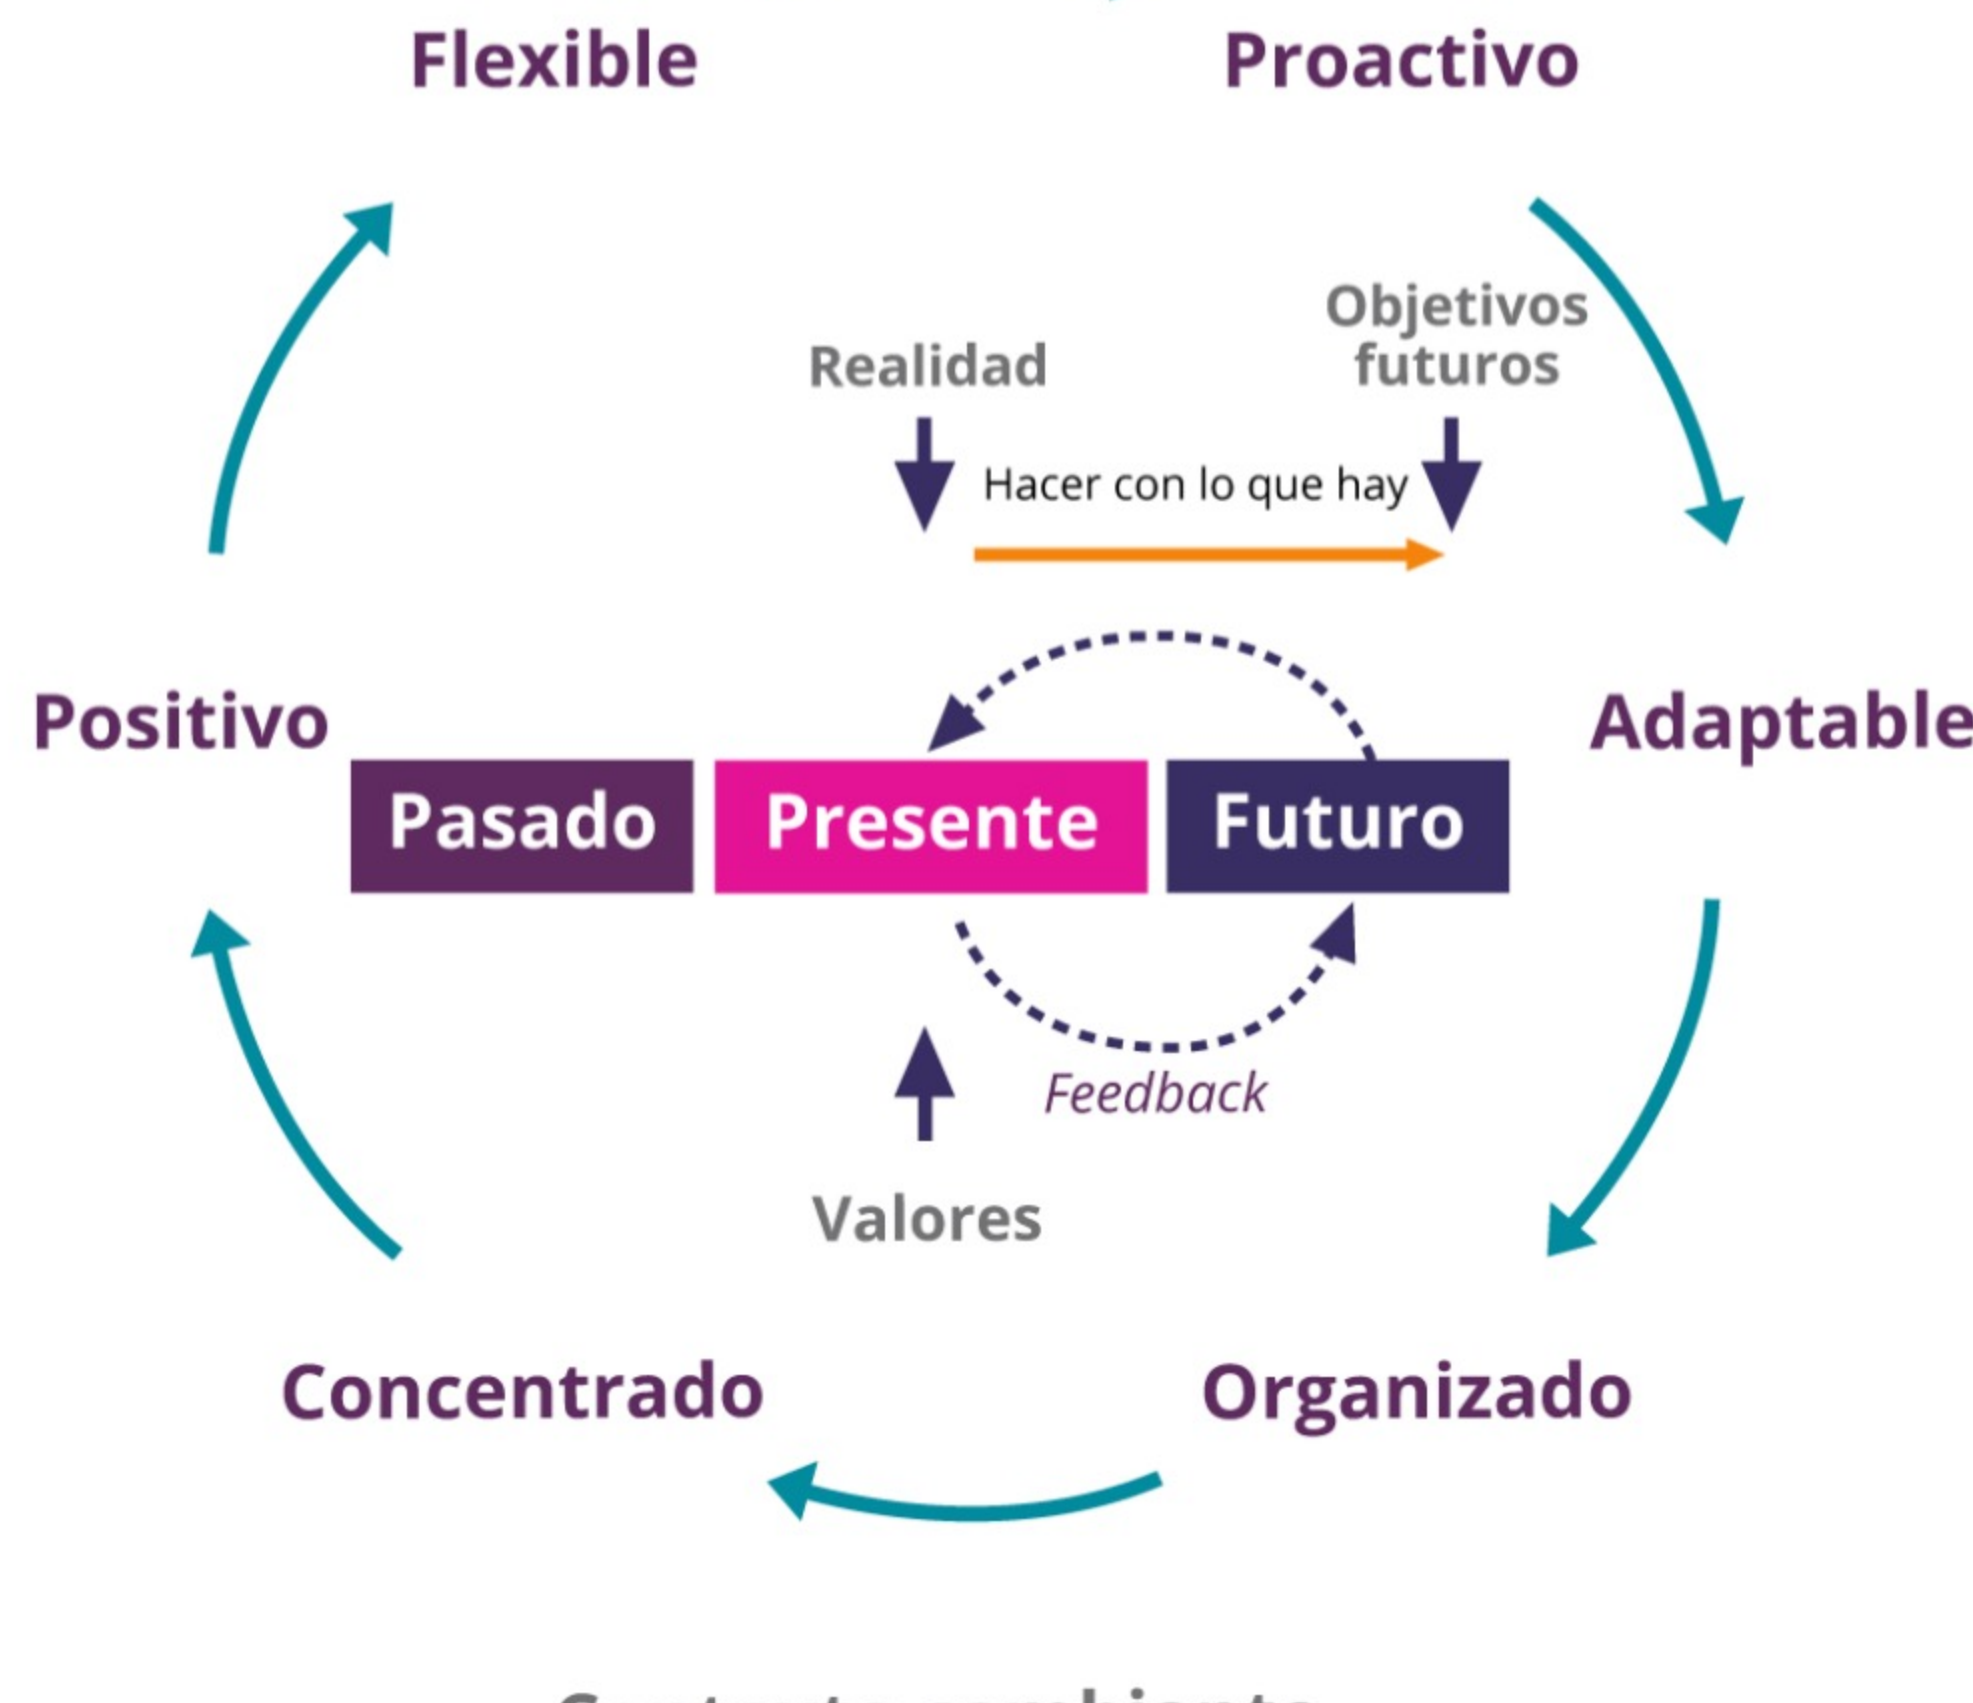 Flexible
Proactivo
Objetivos
futuros
Realidad
Hacer con lo que hay
Positivo
Adaptable
Pasado
Presente
Futuro
Feedback
Valores
Concentrado
Organizado